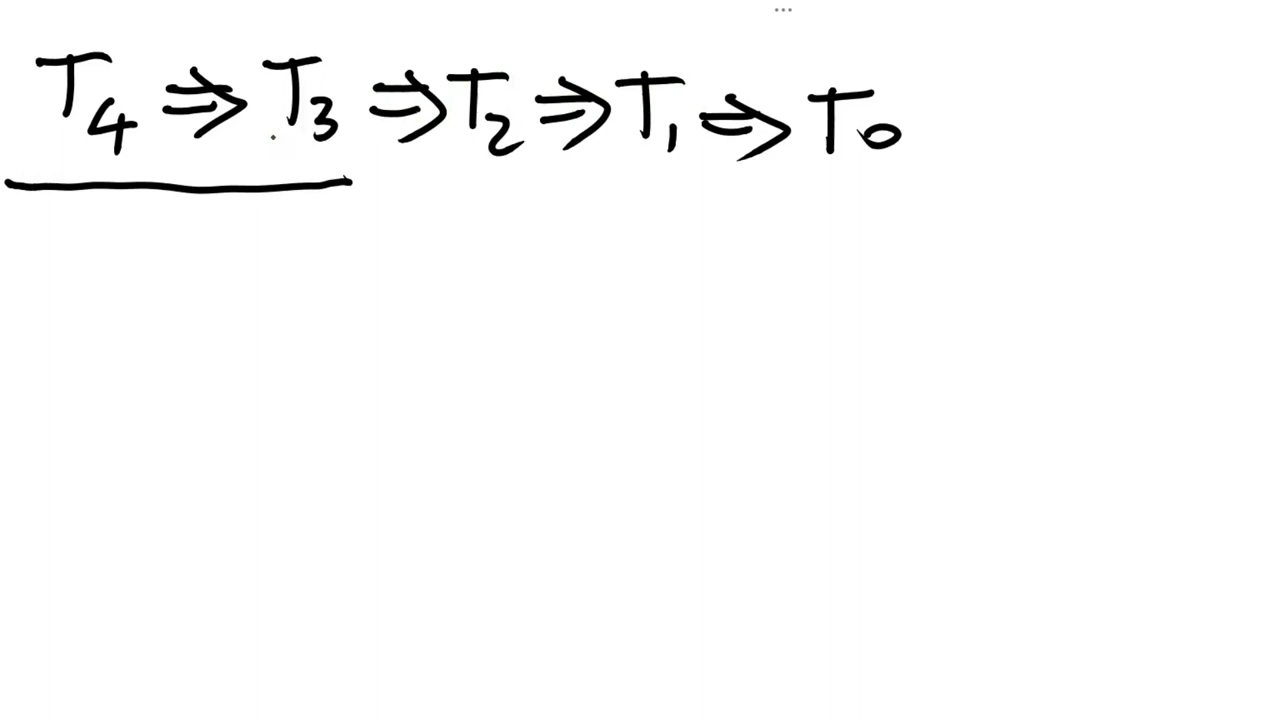 T₄ ⇒ T₃ ⇒ T₂ ⇒ T₁ ⇒ T₀